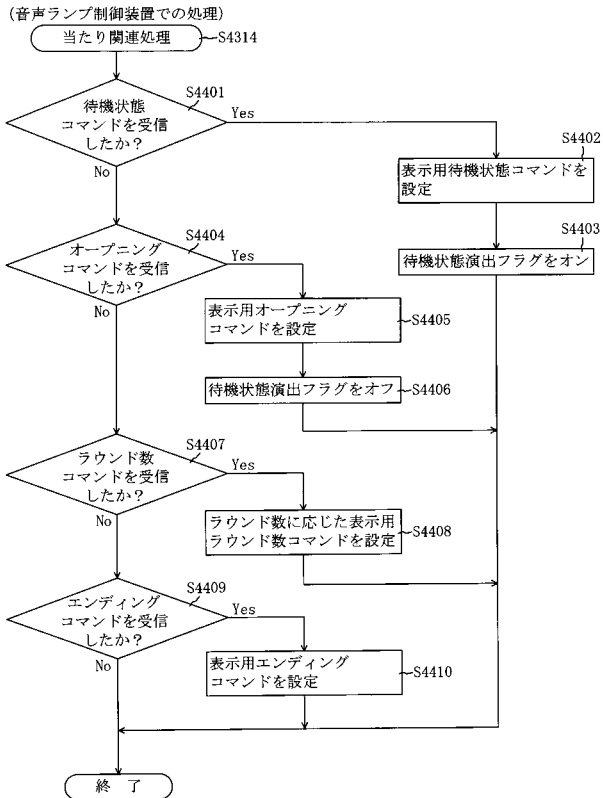 (音声ランプ制御装置での処理)
当たり関連処理
S4314
待機状態
コマンドを受信
したか?
S4401
Yes
No
S4402
表示用待機状態コマンドを
設定
S4403
待機状態演出フラグをオン
オープニング
コマンドを受信
したか?
S4404
Yes
No
表示用オープニング
コマンドを設定
S4405
待機状態演出フラグをオフ
S4406
ラウンド数
コマンドを受信
したか?
S4407
Yes
No
ラウンド数に応じた表示用
ラウンド数コマンドを設定
S4408
エンディング
コマンドを受信
したか?
S4409
Yes
No
表示用エンディング
コマンドを設定
S4410
終 了